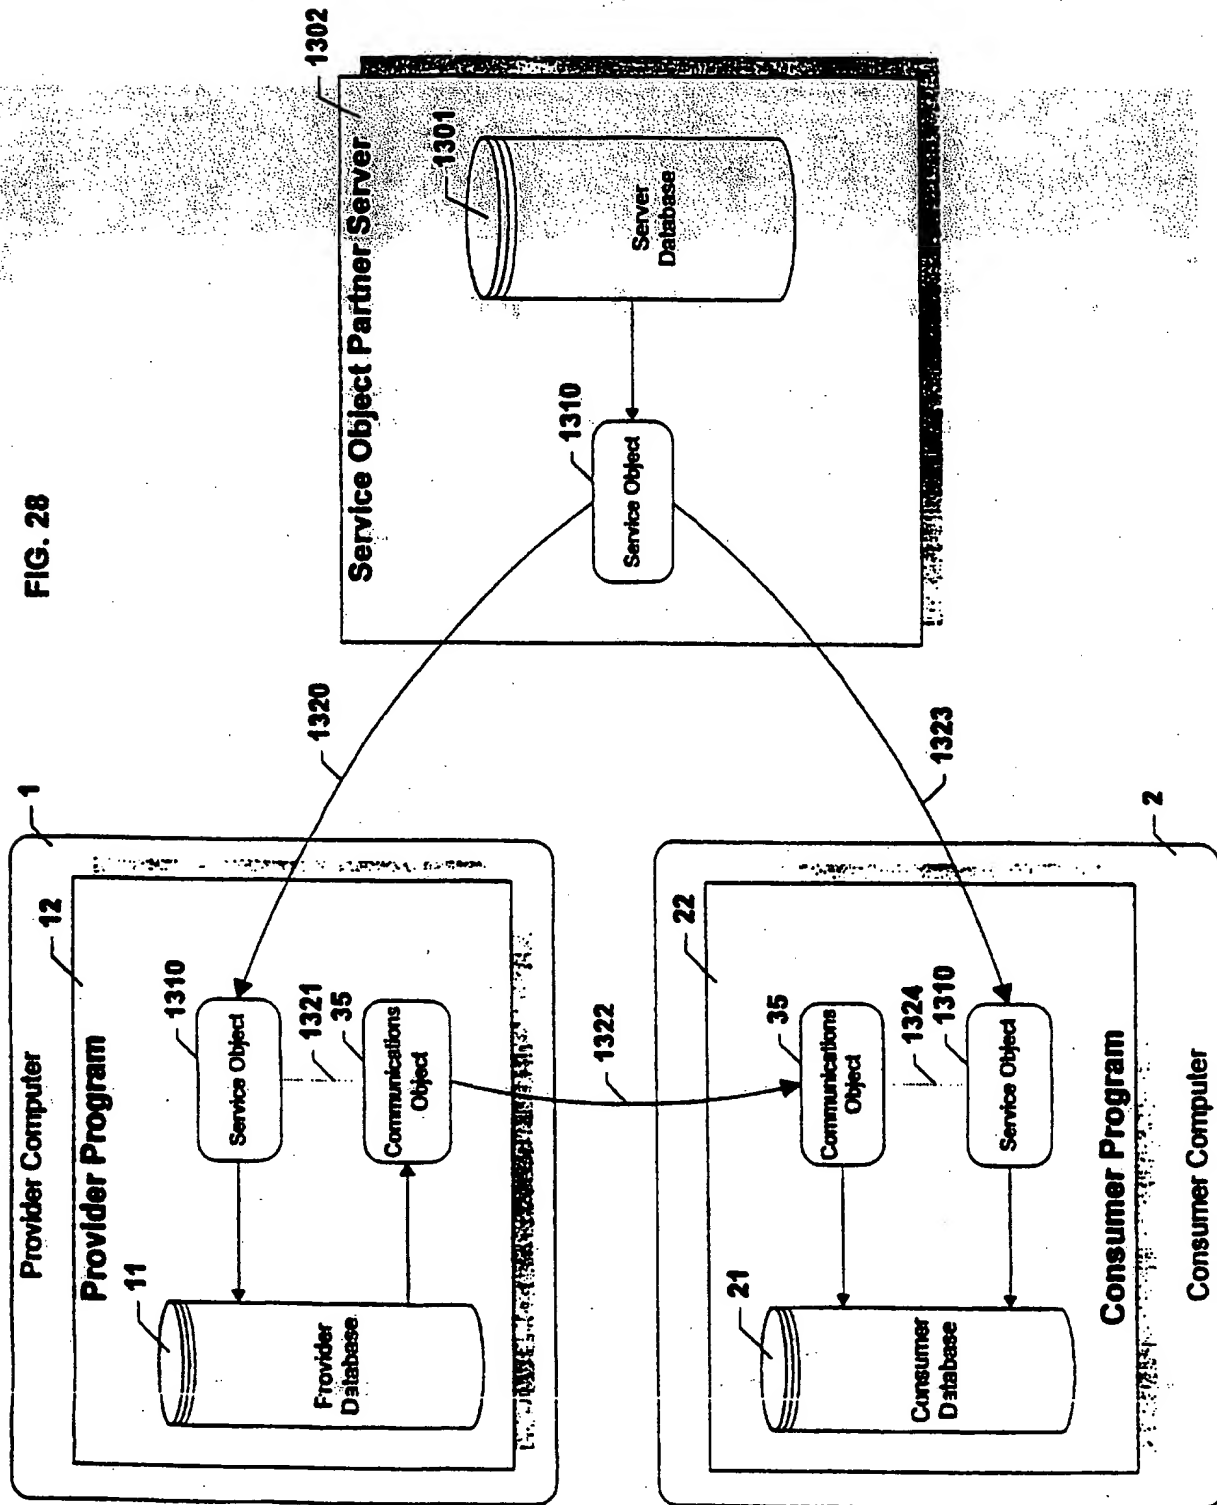 FIG. 28
Provider Computer
1
Provider Program
12
11
Provider
Database
1310
Service Object
1321
35
Communications
Object
1320
1322
Service Object Partner Server
1302
1301
Server
Database
1310
Service Object
1323
2
22
35
Communications
Object
1324
1310
Service Object
21
Consumer
Database
Consumer Program
Consumer Computer